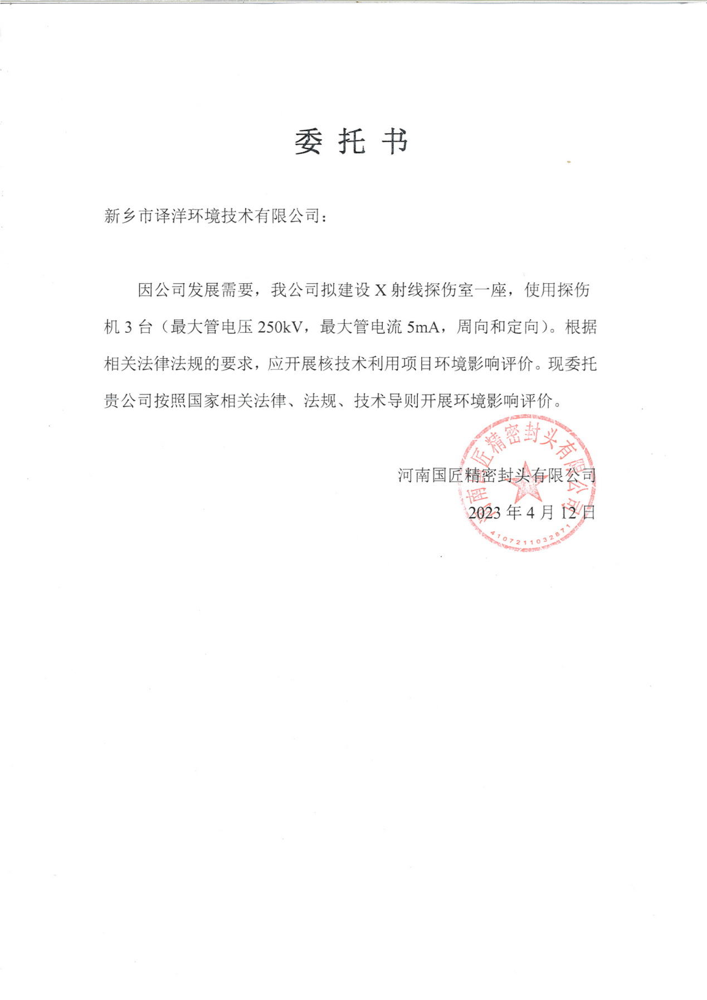 委托书
新乡市译洋环境技术有限公司：
因公司发展需要，我公司拟建设 X 射线探伤室一座，使用探伤
机 3 台（最大管电压 250kV，最大管电流 5mA，周向和定向）。根据
相关法律法规的要求，应开展核技术利用项目环境影响评价。现委托
贵公司按照国家相关法律、法规、技术导则开展环境影响评价。
河南国匠精密封头有限公司
2023 年 4 月 12 日
河南国匠精密封头有限公司
4107211032871